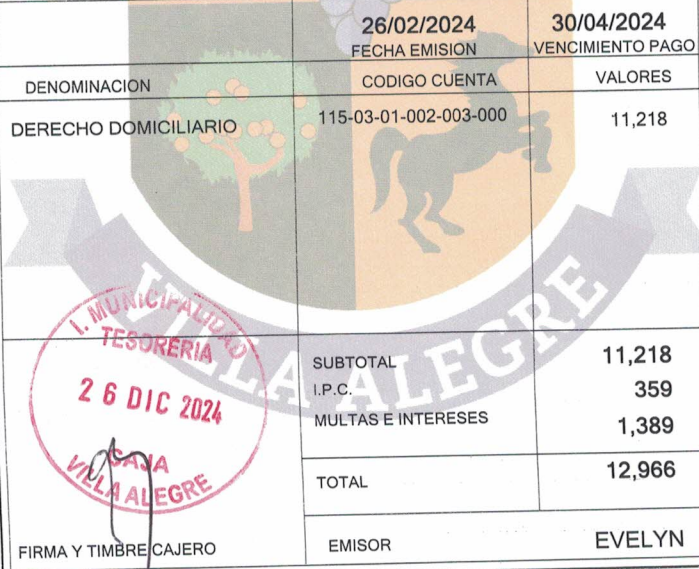 26/02/2024 30/04/2024
FECHA EMISION VENCIMIENTO PAGO
DENOMINACION CODIGO CUENTA VALORES
DERECHO DOMICILIARIO 115-03-01-002-003-000 11,218
VILLA ALEGRE
I. MUNICIPALIDAD
TESORERIA
26 DIC 2024
CAJA
VILLA ALEGRE
SUBTOTAL 11,218
I.P.C. 359
MULTAS E INTERESES 1,389
TOTAL 12,966
FIRMA Y TIMBRE CAJERO EMISOR EVELYN